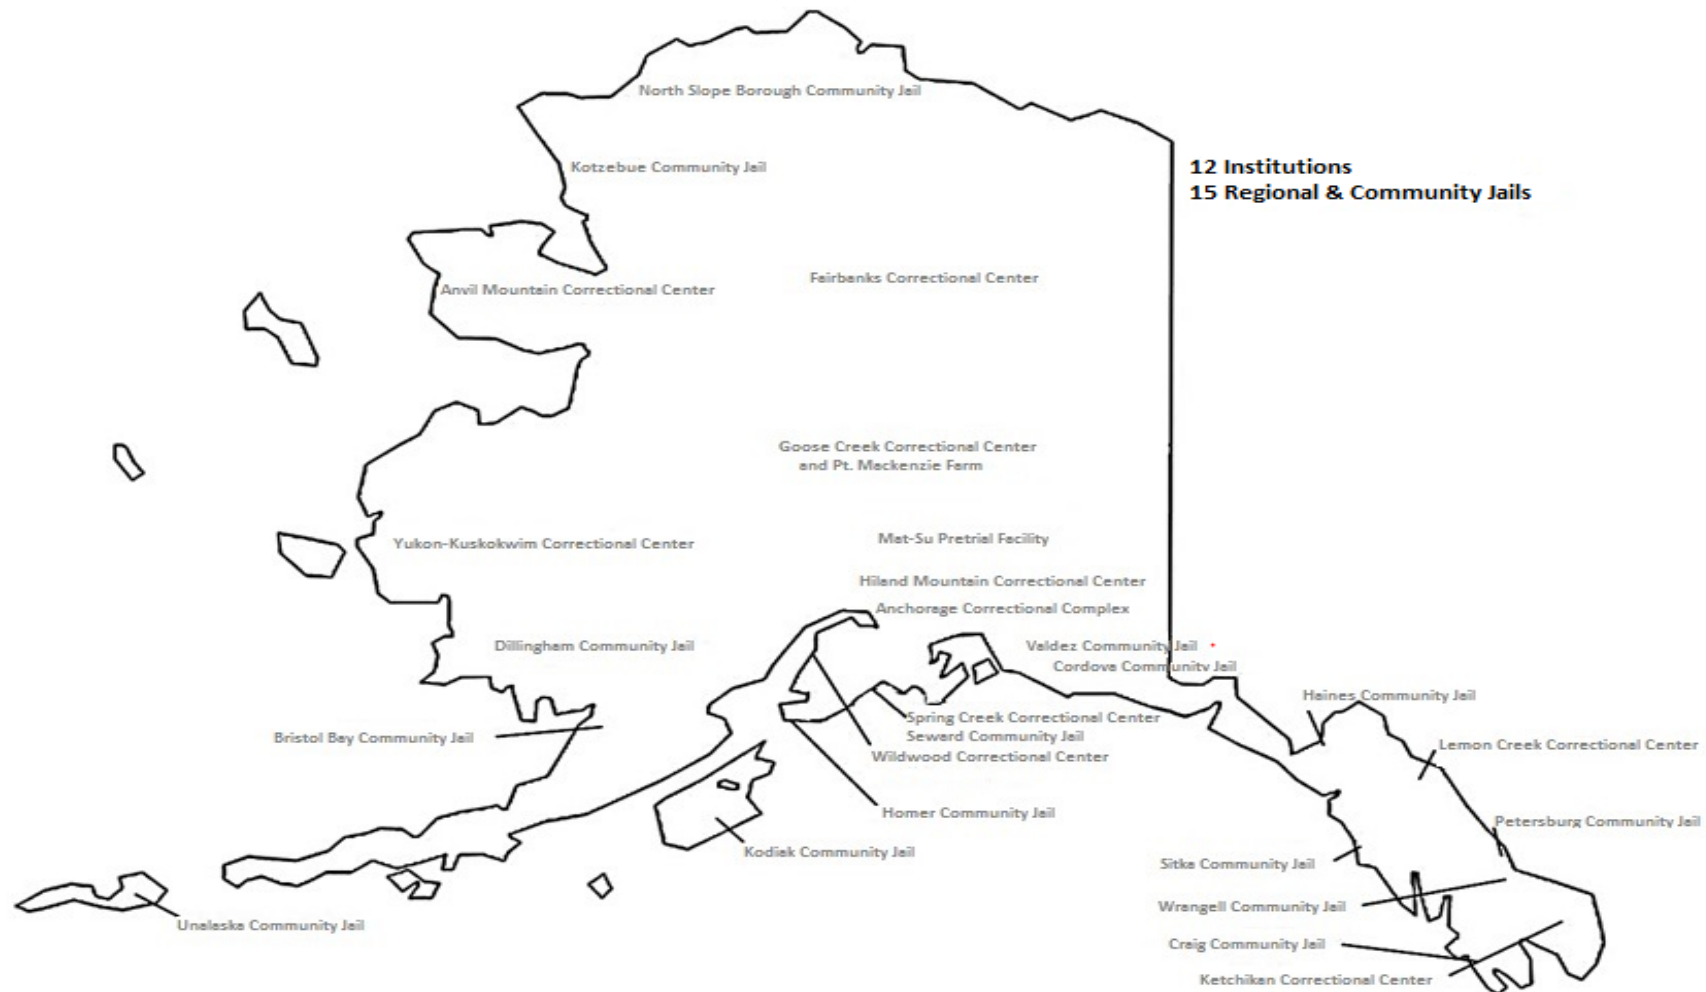 North Slope Borough Community Jail
Kotzebue Community Jail
12 Institutions
15 Regional & Community Jails
Fairbanks Correctional Center
Anvil Mountain Correctional Center
Goose Creek Correctional Center
and Pt. Mackenzie Farm
Mat-Su Pretrial Facility
Yukon-Kuskokwim Correctional Center
Hiland Mountain Correctional Center
Anchorage Correctional Complex
Dillingham Community Jail
Valdez Community Jail
Cordova Community Jail
Haines Community Jail
Spring Creek Correctional Center
Seward Community Jail
Bristol Bay Community Jail
Lemon Creek Correctional Center
Wildwood Correctional Center
Homer Community Jail
Petersburg Community Jail
Kodiak Community Jail
Sitka Community Jail
Wrangell Community Jail
Unalaska Community Jail
Craig Community Jail
Ketchikan Correctional Center